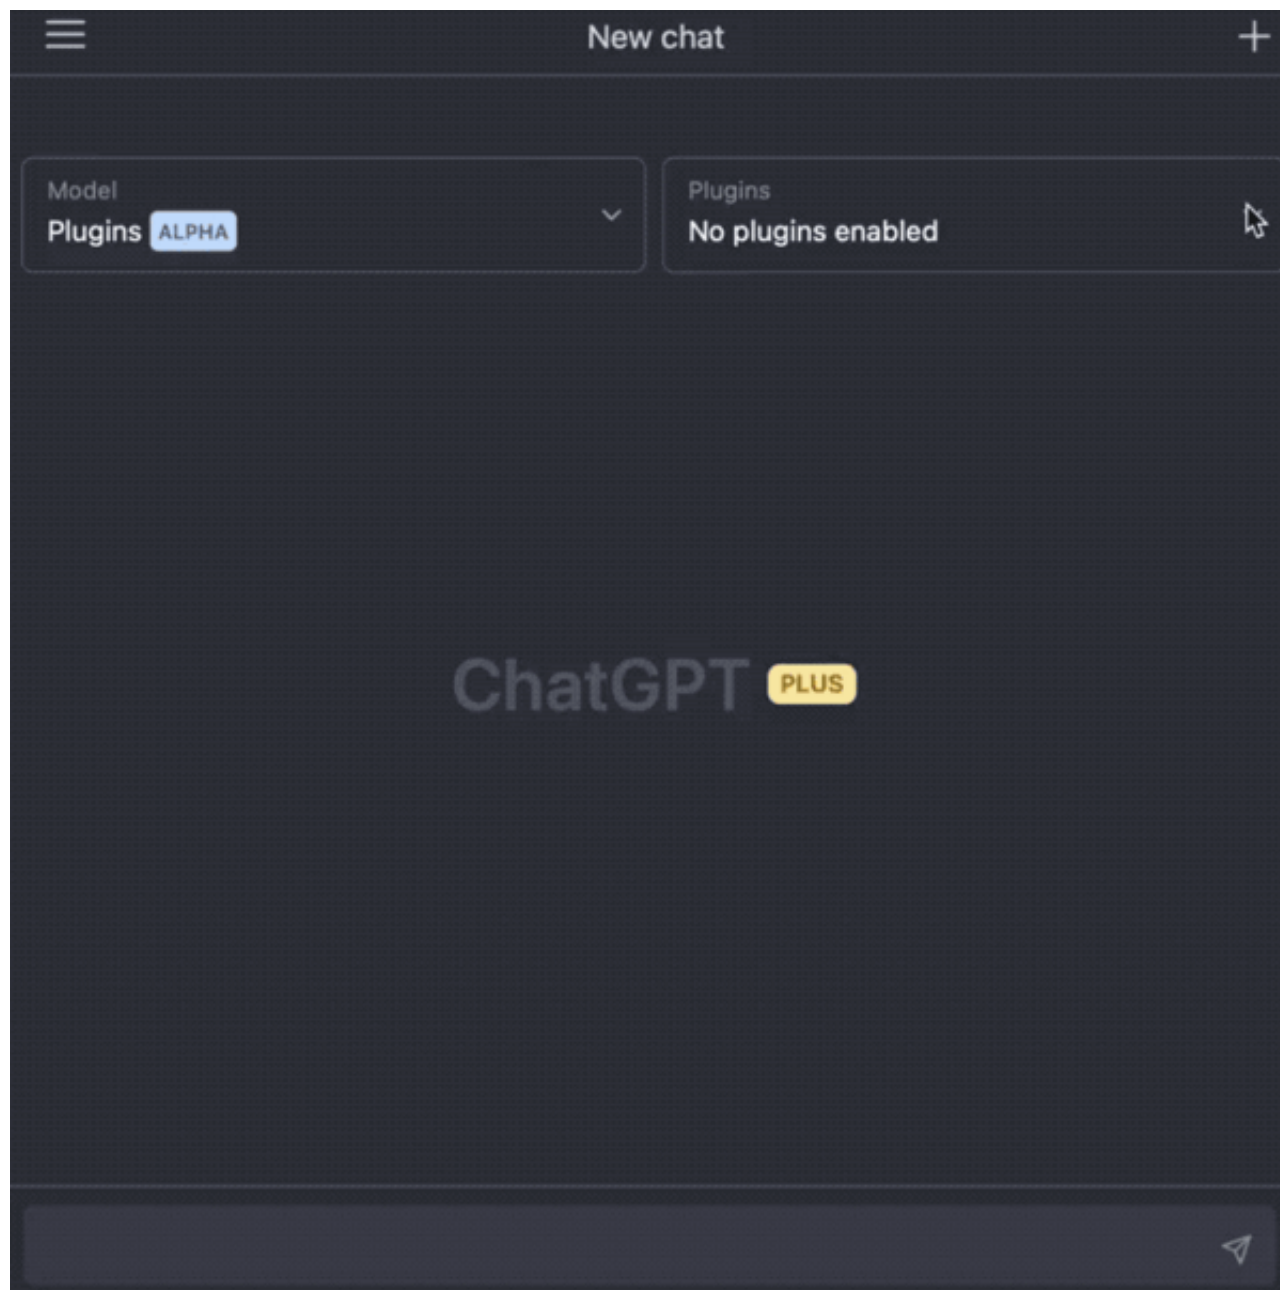 New chat
Model
Plugins ALPHA
Plugins
No plugins enabled
ChatGPT PLUS